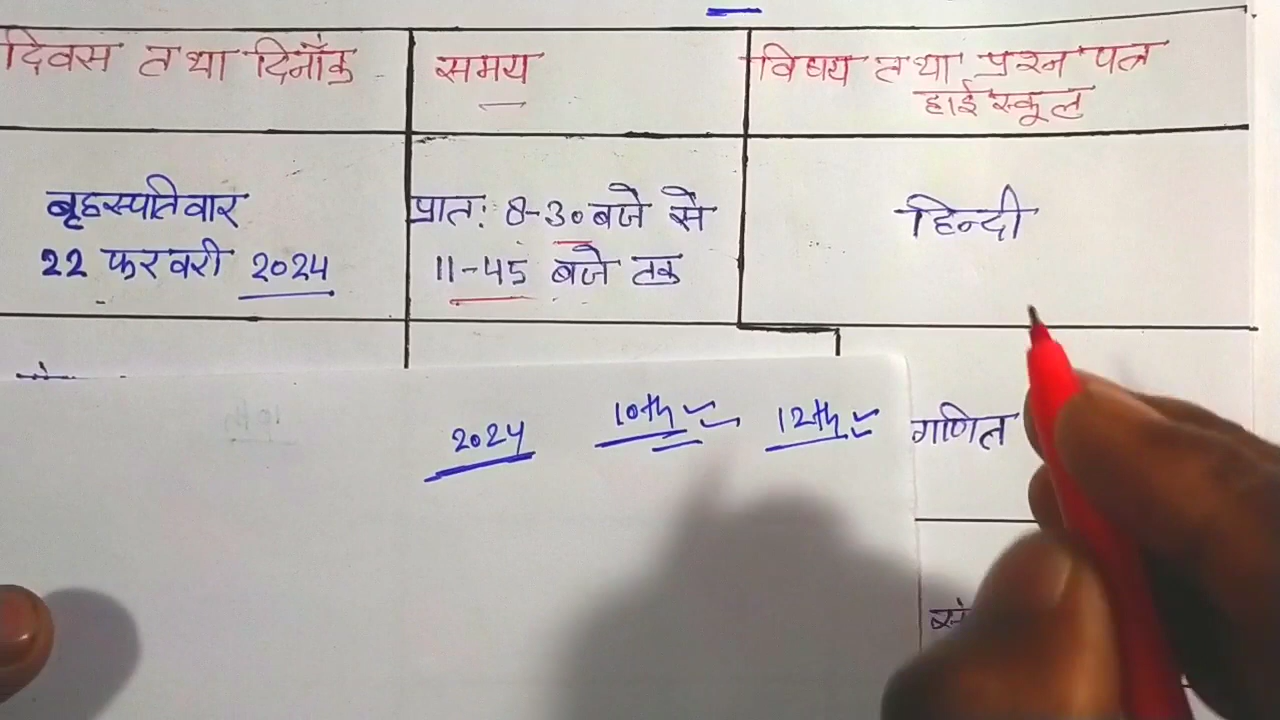 दिवस तथा दिनाँक
समय
विषय तथा प्रश्न पत्र
हाई स्कूल
बृहस्पतिवार
22 फरवरी 2024
प्रात: 8-30 बजे से
11-45 बजे तक
हिन्दी
2024 10th 12th
गणित